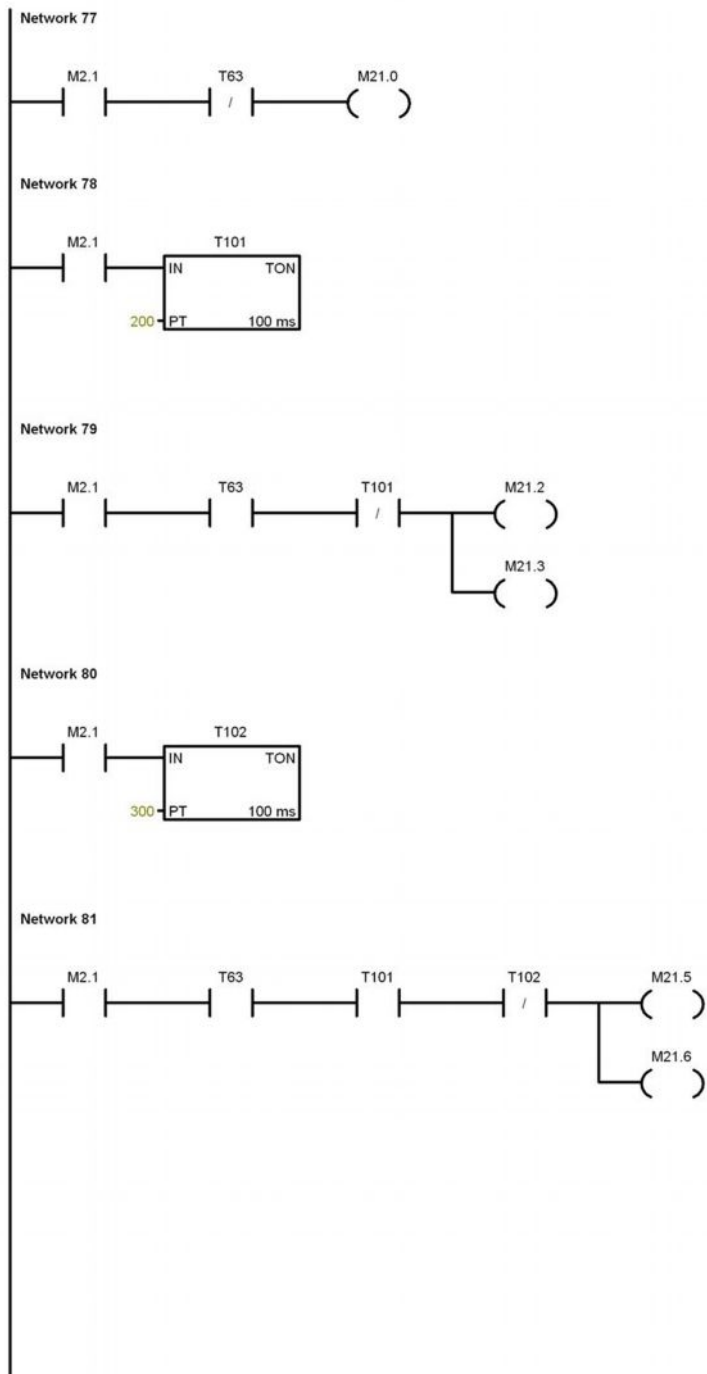 Network 77
M2.1 T63 M21.0
/
Network 78
M2.1 T101
IN TON
200 PT 100 ms
Network 79
M2.1 T63 T101 M21.2
/
M21.3
Network 80
M2.1 T102
IN TON
300 PT 100 ms
Network 81
M2.1 T63 T101 T102 M21.5
/
M21.6